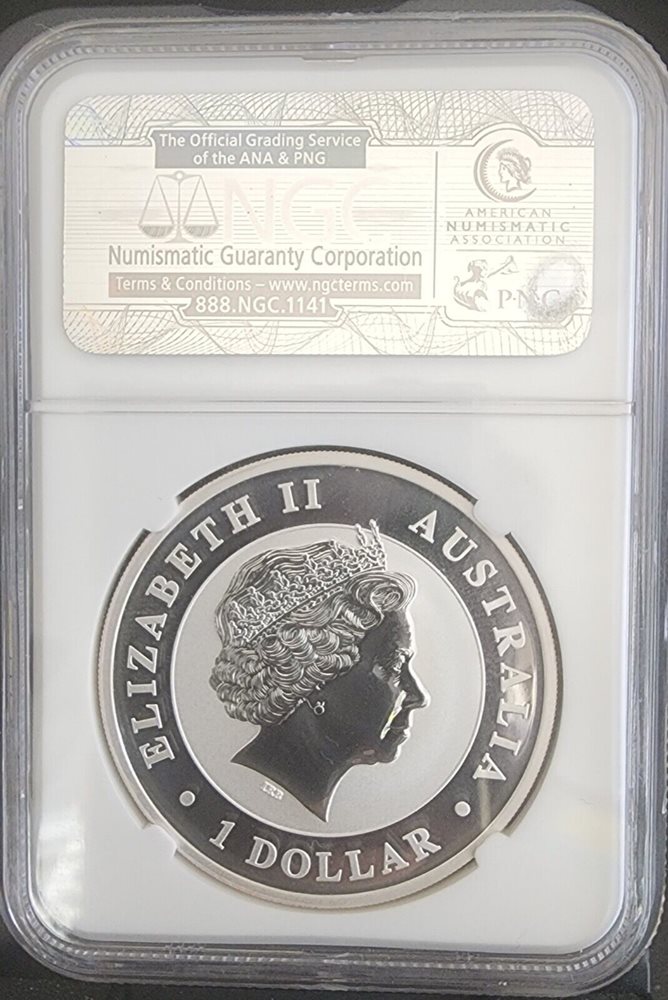 The Official Grading Service
of the ANA & PNG
NGC
Numismatic Guaranty Corporation
Terms & Conditions – www.ngcterms.com
888.NGC.1141
AMERICAN
NUMISMATIC
ASSOCIATION
P·N·G
ELIZABETH II AUSTRALIA
IRB
• 1 DOLLAR •